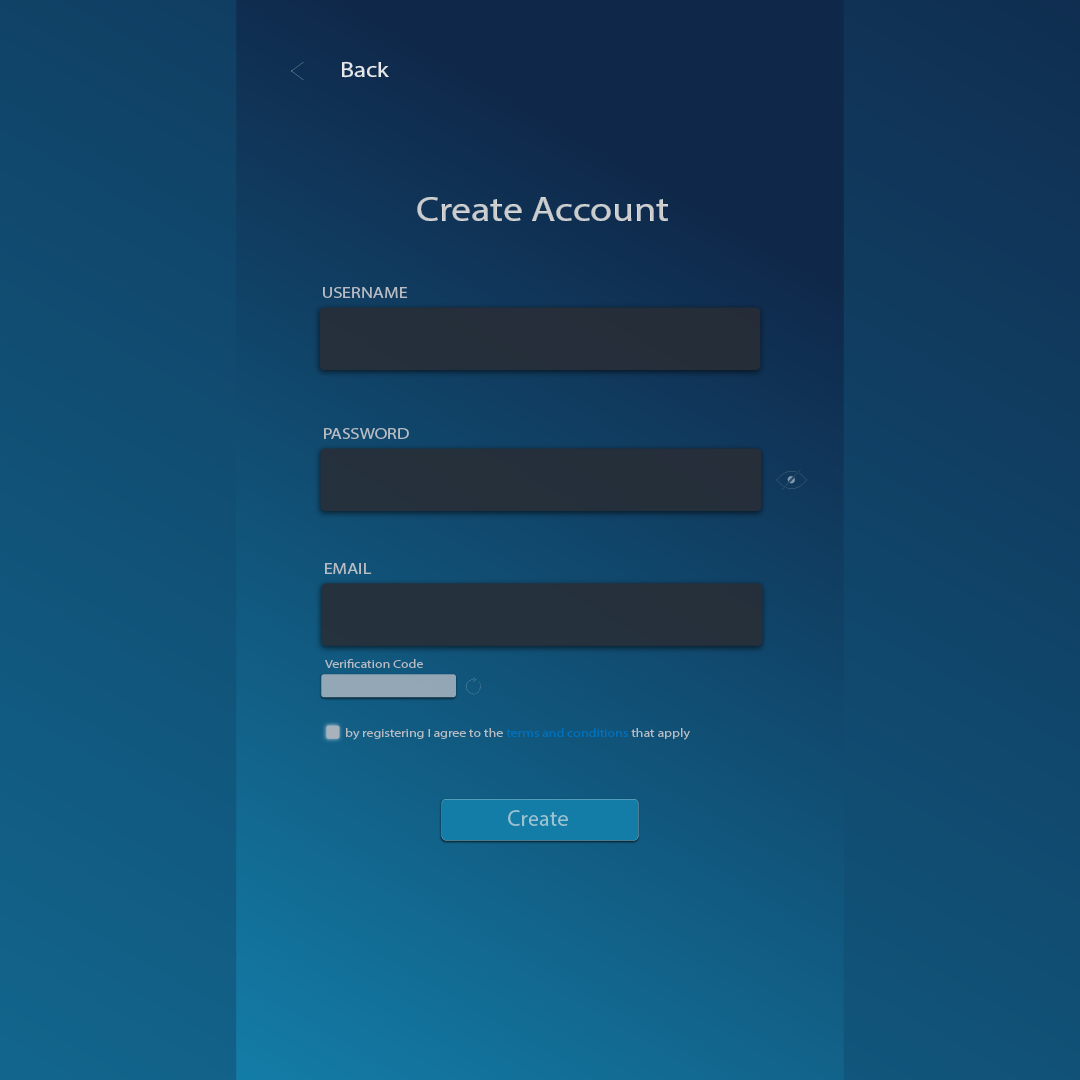 Back
Create Account
USERNAME
PASSWORD
EMAIL
Verification Code
by registering I agree to the terms and conditions that apply
Create